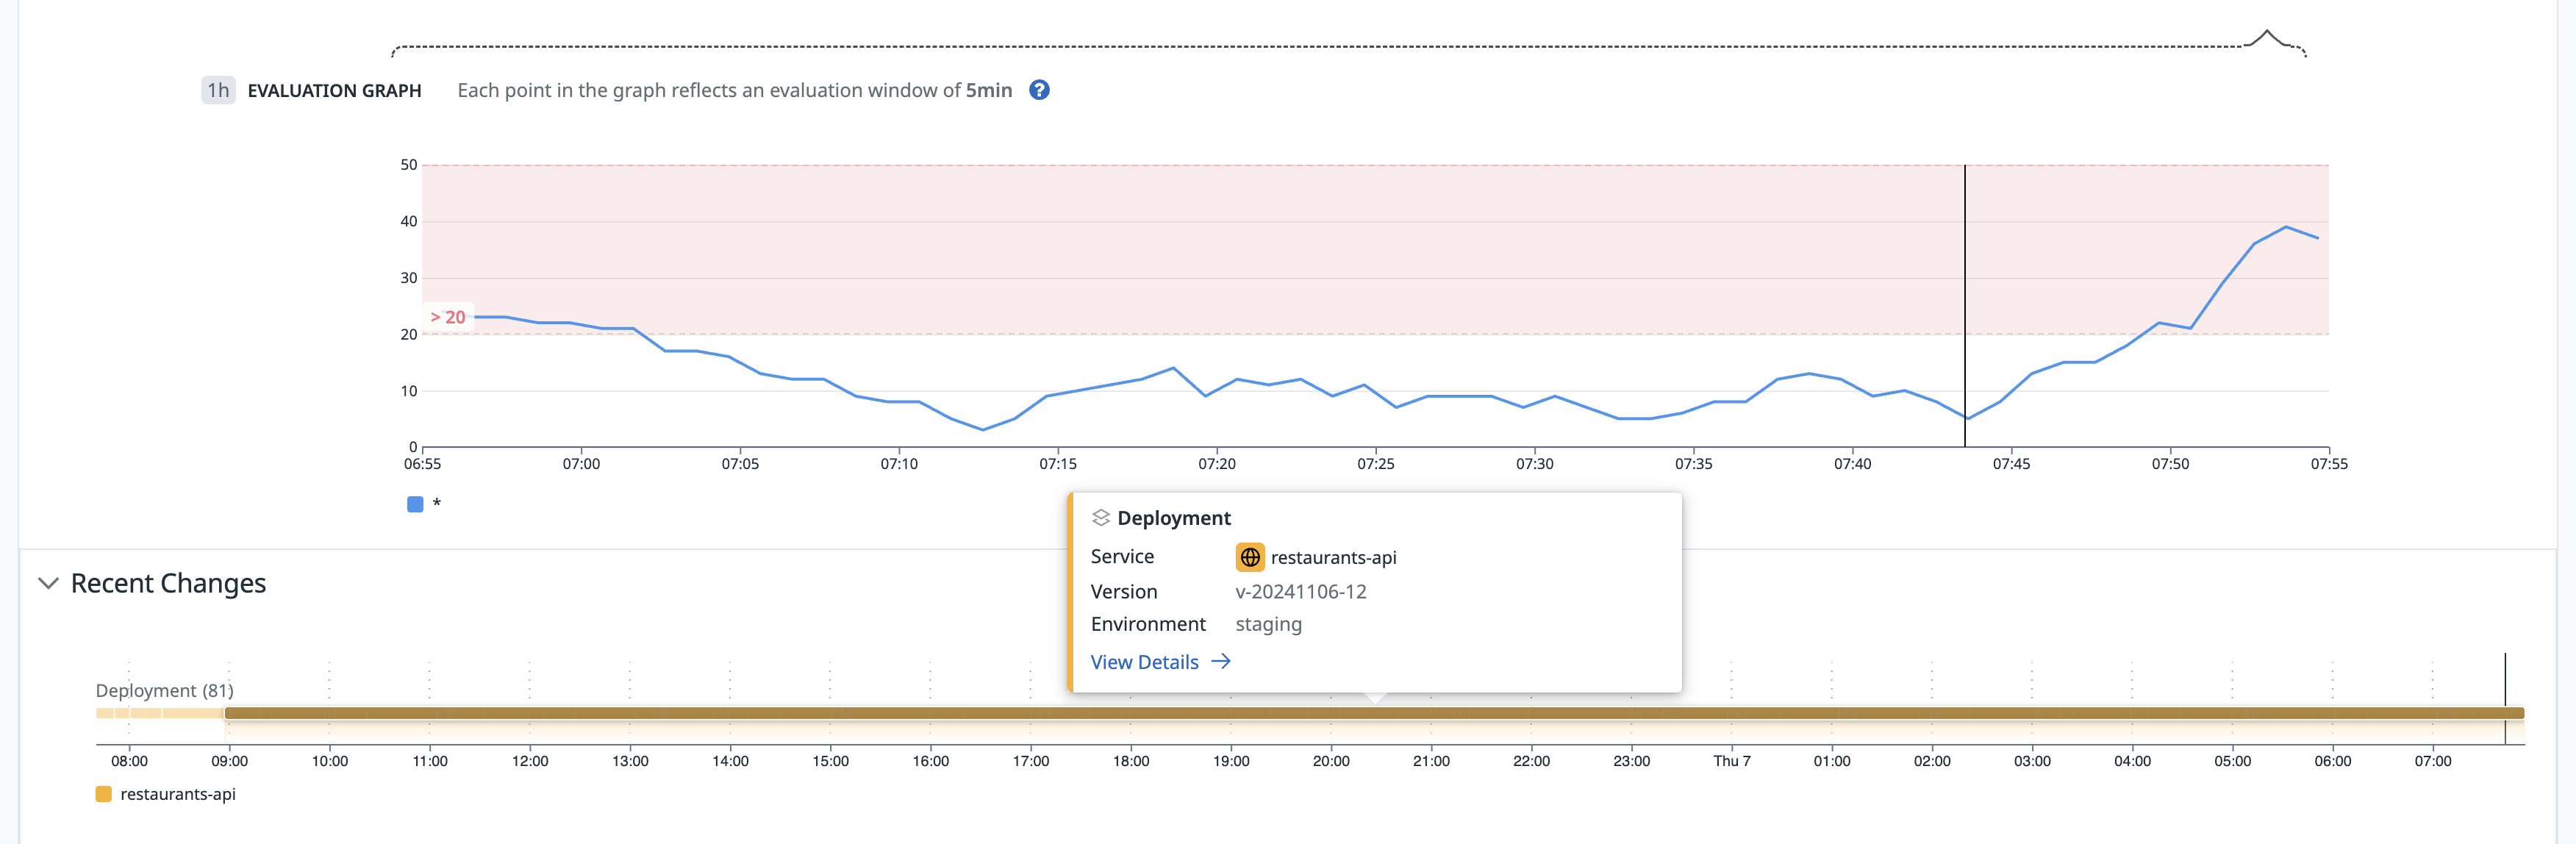 1h EVALUATION GRAPH Each point in the graph reflects an evaluation window of 5min ?
50
40
30
> 20
20
10
0
06:55 07:00 07:05 07:10 07:15 07:20 07:25 07:30 07:35 07:40 07:45 07:50 07:55
*
Deployment
Service restaurants-api
Version v-20241106-12
Environment staging
View Details →
Recent Changes
Deployment (81)
08:00 09:00 10:00 11:00 12:00 13:00 14:00 15:00 16:00 17:00 18:00 19:00 20:00 21:00 22:00 23:00 Thu 7 01:00 02:00 03:00 04:00 05:00 06:00 07:00
restaurants-api